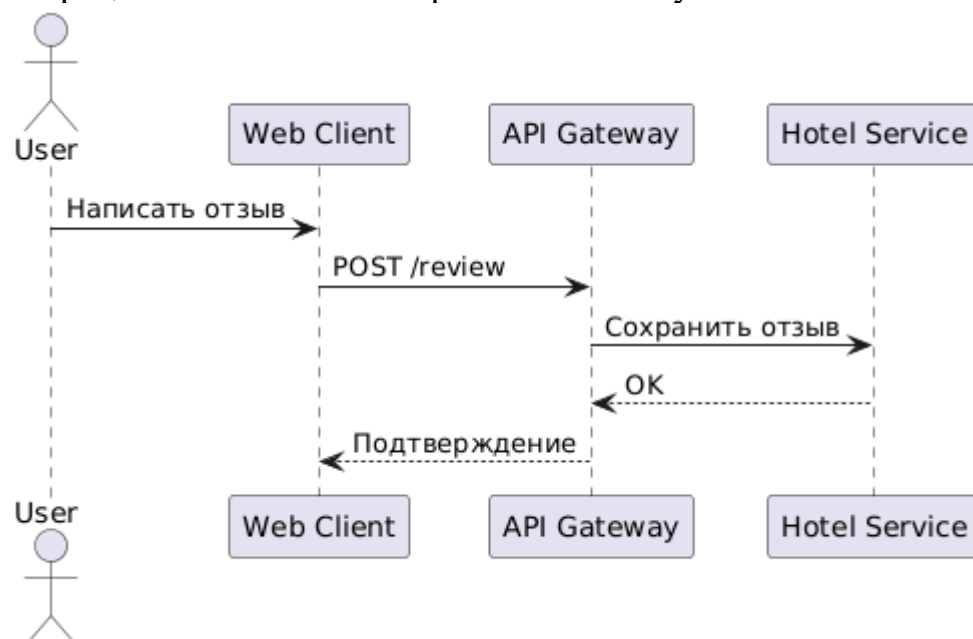 User
Web Client
API Gateway
Hotel Service
Написать отзыв
POST /review
Сохранить отзыв
OK
Подтверждение
User
Web Client
API Gateway
Hotel Service